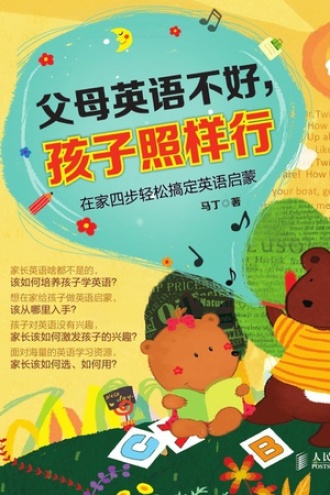 父母英语不好,
孩子照样行
在家四步轻松搞定英语启蒙
马丁 著
家长英语啥都不是的,
该如何培养孩子学英语?
想在家给孩子做英语启蒙,
该从哪里入手?
孩子对英语没有兴趣,
家长该如何激发孩子的兴趣?
面对海量的英语学习资源,
家长该如何选、如何用?
C
B
人民